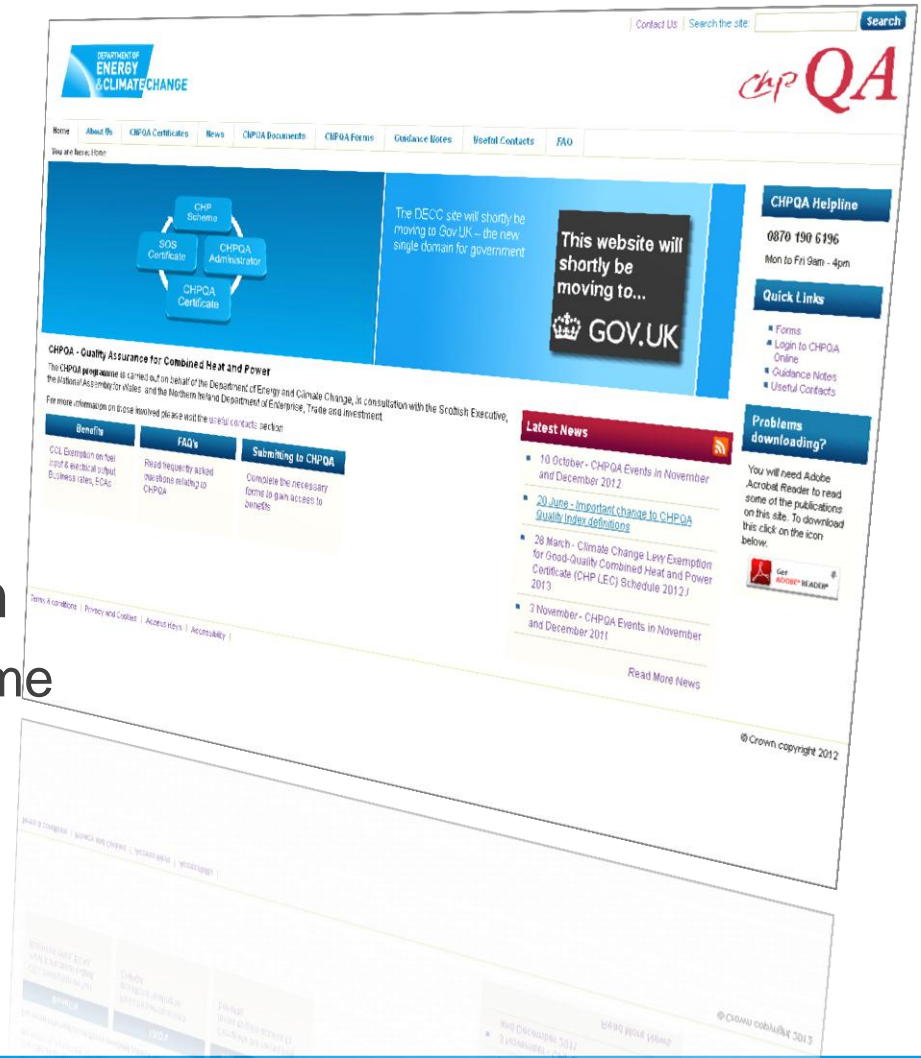 Contact Us | Search the site: Search
DEPARTMENT OF
ENERGY
& CLIMATE CHANGE
chp QA
Home About Us CHPQA Certificates News CHPQA Documents CHPQA Forms Guidance Notes Useful Contacts FAQ
You are here: Home
CHP
Scheme
SOS
Certificate
CHPQA
Administrator
CHPQA
Certificate
The DECC site will shortly be
moving to Gov UK – the new
single domain for government
This website will
shortly be
moving to...
GOV.UK
CHPQA Helpline
0870 190 6196
Mon to Fri 9am - 4pm
Quick Links
Forms
Login to CHPQA
Online
Guidance Notes
Useful Contacts
Problems
downloading?
You will need Adobe
Acrobat Reader to read
some of the publications
on this site. To download
this click on the icon
below.
Get
ADOBE® READER®
CHPQA - Quality Assurance for Combined Heat and Power
The CHPQA programme is carried out on behalf of the Department of Energy and Climate Change, in consultation with the Scottish Executive,
the National Assembly for Wales, and the Northern Ireland Department of Enterprise, Trade and Investment.
For more information on those involved please visit the useful contacts section
Benefits
CCL Exemption on fuel
input & electrical output,
Business rates, ECAs
FAQ's
Read frequently asked
questions relating to
CHPQA
Submitting to CHPQA
Complete the necessary
forms to gain access to
benefits
Latest News
10 October - CHPQA Events in November
and December 2012
20 June - Important change to CHPQA
Quality Index definitions
28 March - Climate Change Levy Exemption
for Good-Quality Combined Heat and Power
Certificate (CHP LEC) Schedule 2012 /
2013
3 November - CHPQA Events in November
and December 2011
Read More News
Terms & conditions | Privacy and Cookies | Access Keys | Accessibility |
© Crown copyright 2012